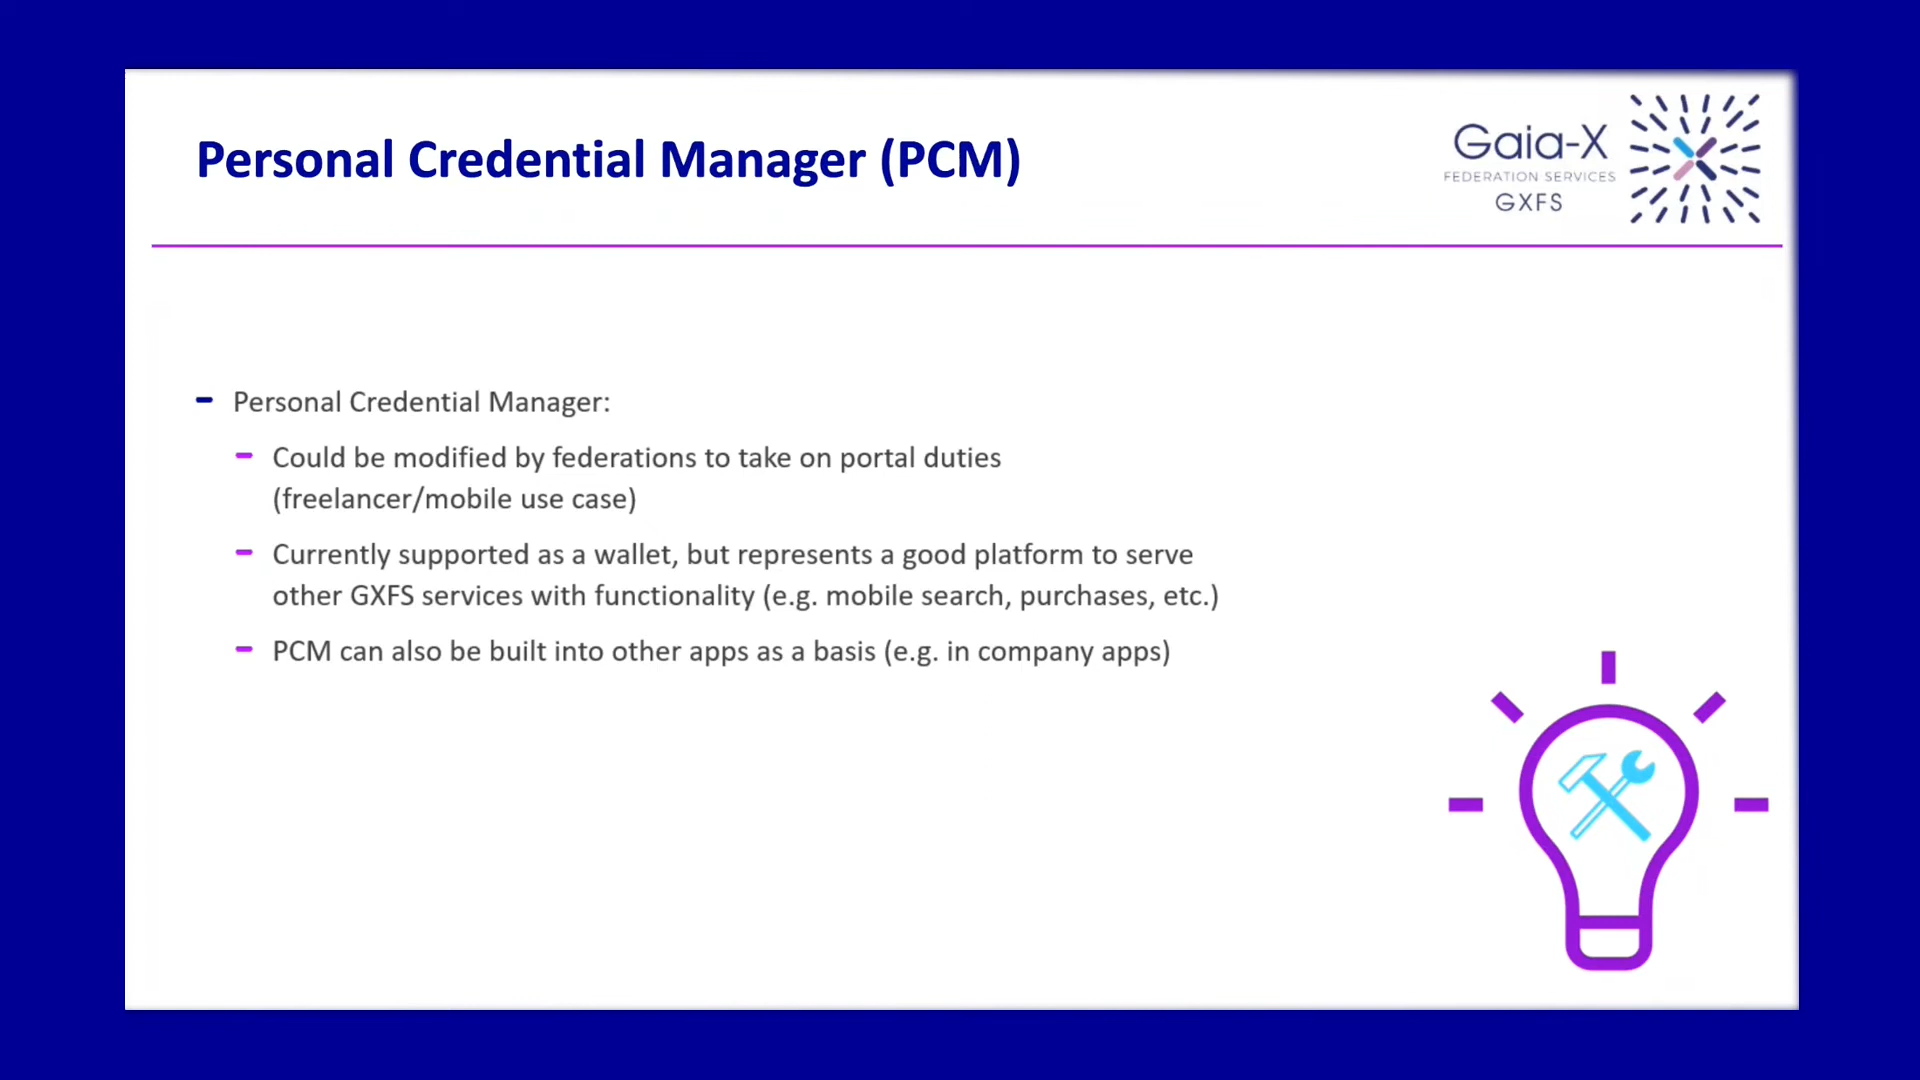 Personal Credential Manager (PCM)
Gaia-X
FEDERATION SERVICES
GXFS
Personal Credential Manager:
Could be modified by federations to take on portal duties
(freelancer/mobile use case)
Currently supported as a wallet, but represents a good platform to serve
other GXFS services with functionality (e.g. mobile search, purchases, etc.)
PCM can also be built into other apps as a basis (e.g. in company apps)